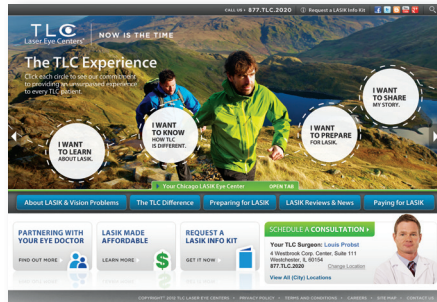 CALL US • 877.TLC.2020 Request a LASIK Info Kit
TLC
Laser Eye Centers
NOW IS THE TIME
The TLC Experience
Click each circle to see our commitment
to providing an unsurpassed experience
to every TLC patient.
I WANT
TO LEARN
ABOUT LASIK.
I WANT
TO KNOW
HOW TLC
IS DIFFERENT.
I WANT
TO PREPARE
FOR LASIK.
I WANT
TO SHARE
MY STORY.
Your Chicago LASIK Eye Center OPEN TAB
About LASIK & Vision Problems The TLC Difference Preparing for LASIK LASIK Reviews & News Paying for LASIK
PARTNERING WITH
YOUR EYE DOCTOR
FIND OUT MORE
LASIK MADE
AFFORDABLE
LEARN MORE
$
REQUEST A
LASIK INFO KIT
GET IT NOW
SCHEDULE A CONSULTATION
Your TLC Surgeon: Louis Probst
4 Westbrook Corp. Center, Suite 111
Westchester, IL 60154
877.TLC.2020 Change Location
View All (City) Locations
TLC LASER EYE CENTERS • PRIVACY POLICY • TERMS AND CONDITIONS • CAREERS • SITE MAP • CONTACT US